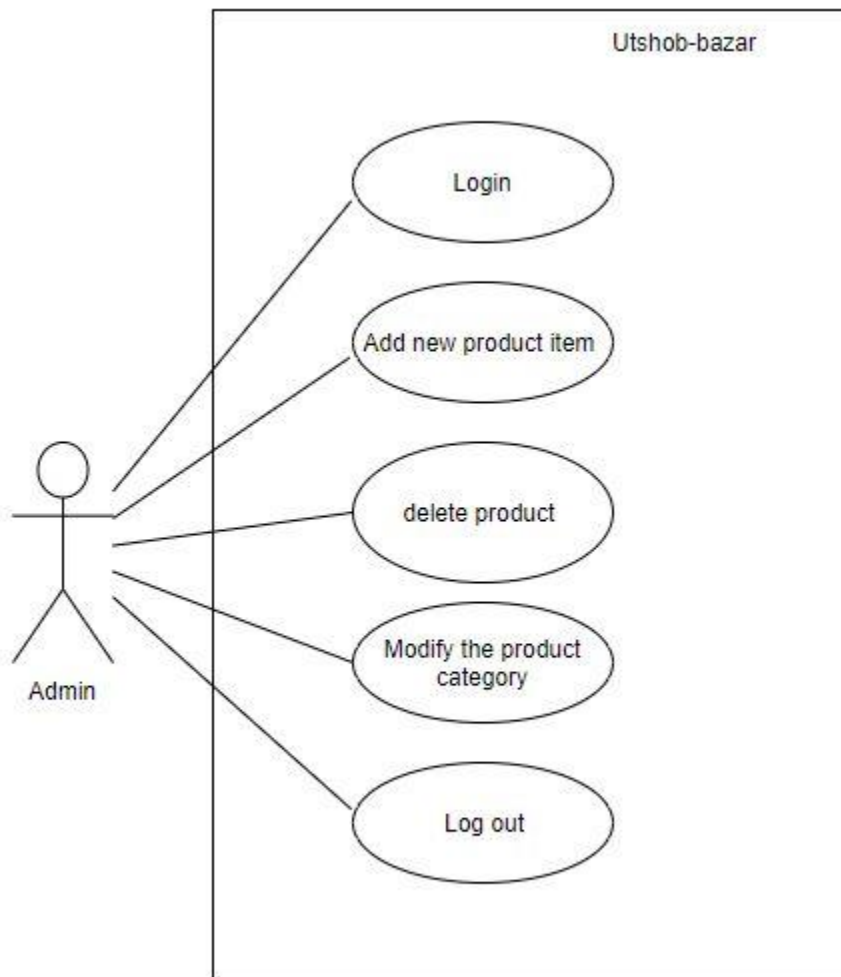 Utshob-bazar
Login
Add new product item
delete product
Modify the product
category
Admin
Log out